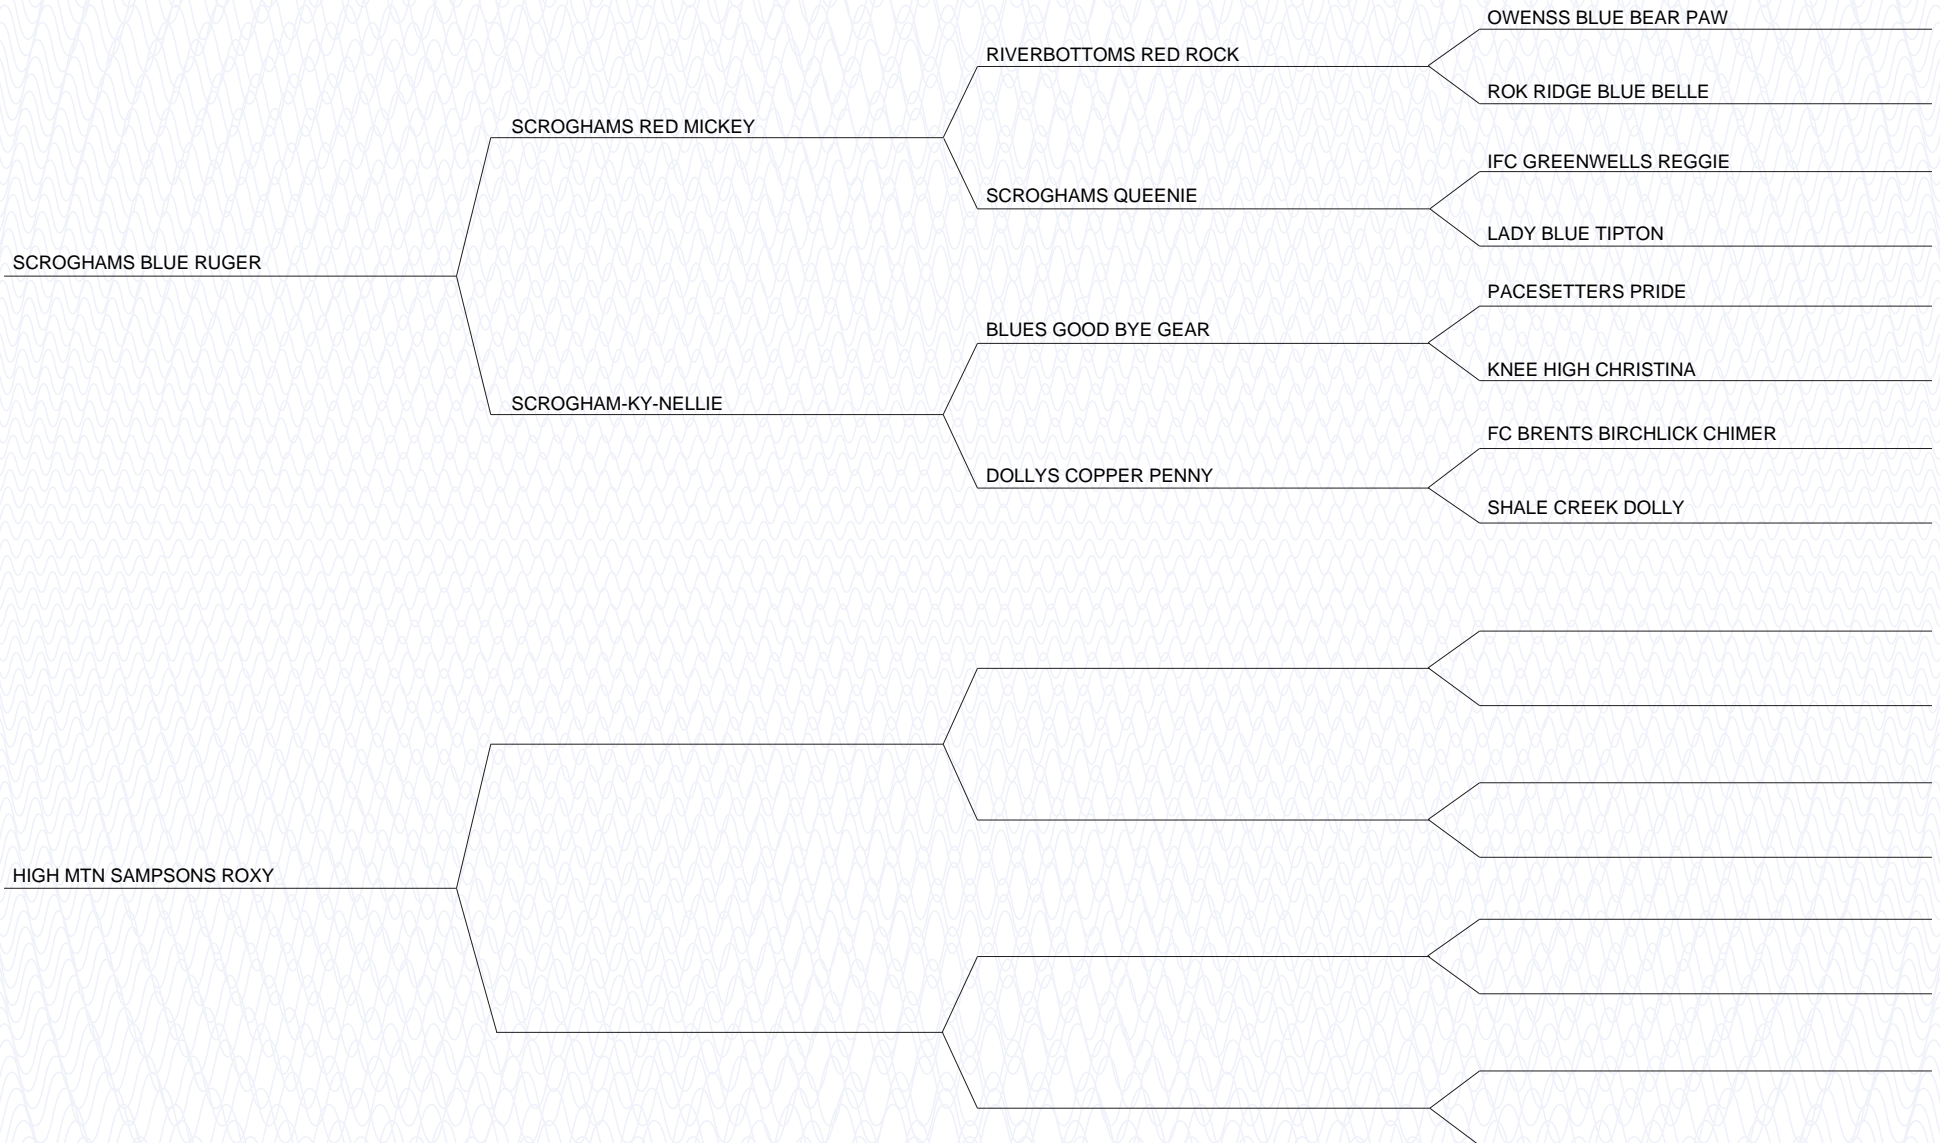 OWENSS BLUE BEAR PAW
RIVERBOTTOMS RED ROCK
ROK RIDGE BLUE BELLE
SCROGHAMS RED MICKEY
IFC GREENWELLS REGGIE
SCROGHAMS QUEENIE
LADY BLUE TIPTON
SCROGHAMS BLUE RUGER
PACESETTERS PRIDE
BLUES GOOD BYE GEAR
KNEE HIGH CHRISTINA
SCROGHAM-KY-NELLIE
FC BRENTS BIRCHLICK CHIMER
DOLLYS COPPER PENNY
SHALE CREEK DOLLY
HIGH MTN SAMPSONS ROXY